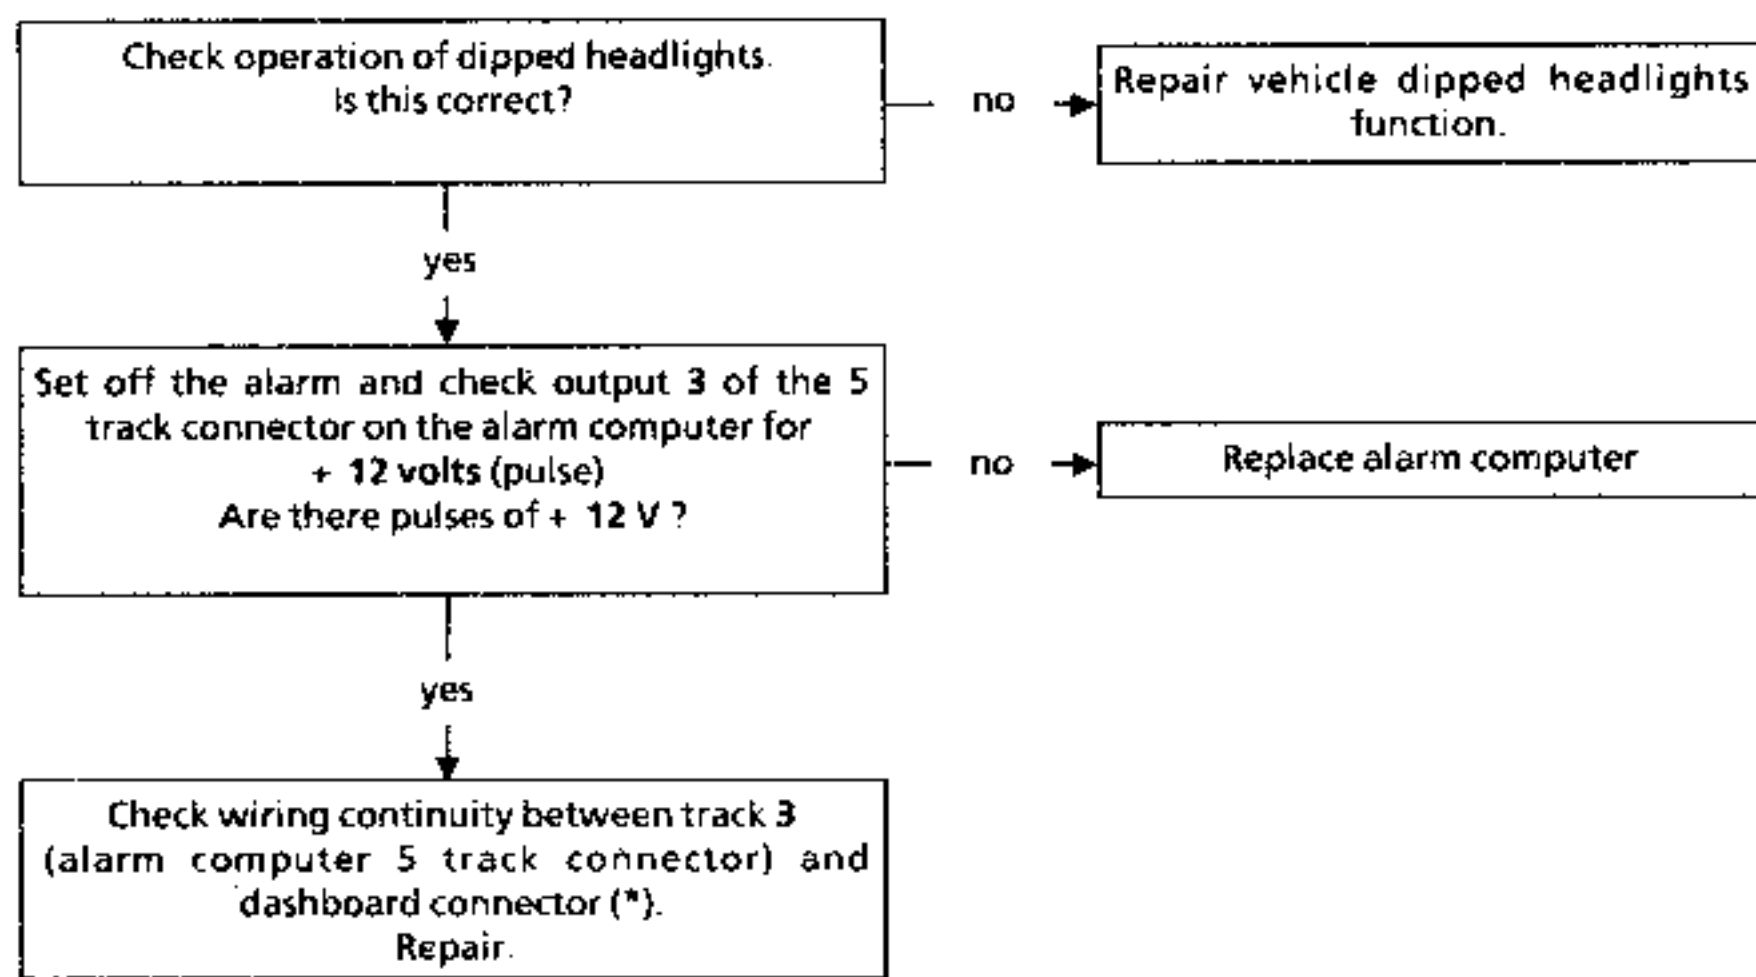 Check operation of dipped headlights.
Is this correct?
no
Repair vehicle dipped headlights
function.
yes
Set off the alarm and check output 3 of the 5
track connector on the alarm computer for
+ 12 volts (pulse)
Are there pulses of + 12 V ?
no
Replace alarm computer
yes
Check wiring continuity between track 3
(alarm computer 5 track connector) and
dashboard connector (*).
Repair.